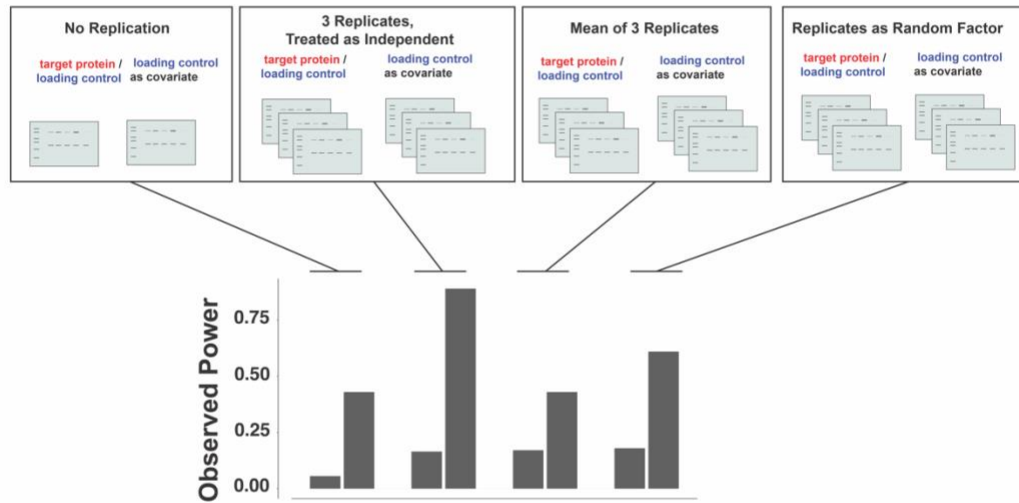 No Replication
target protein /
loading control
loading control
as covariate
3 Replicates,
Treated as Independent
target protein /
loading control
loading control
as covariate
Mean of 3 Replicates
target protein /
loading control
loading control
as covariate
Replicates as Random Factor
target protein /
loading control
loading control
as covariate
Observed Power
0.75
0.50
0.25
0.00